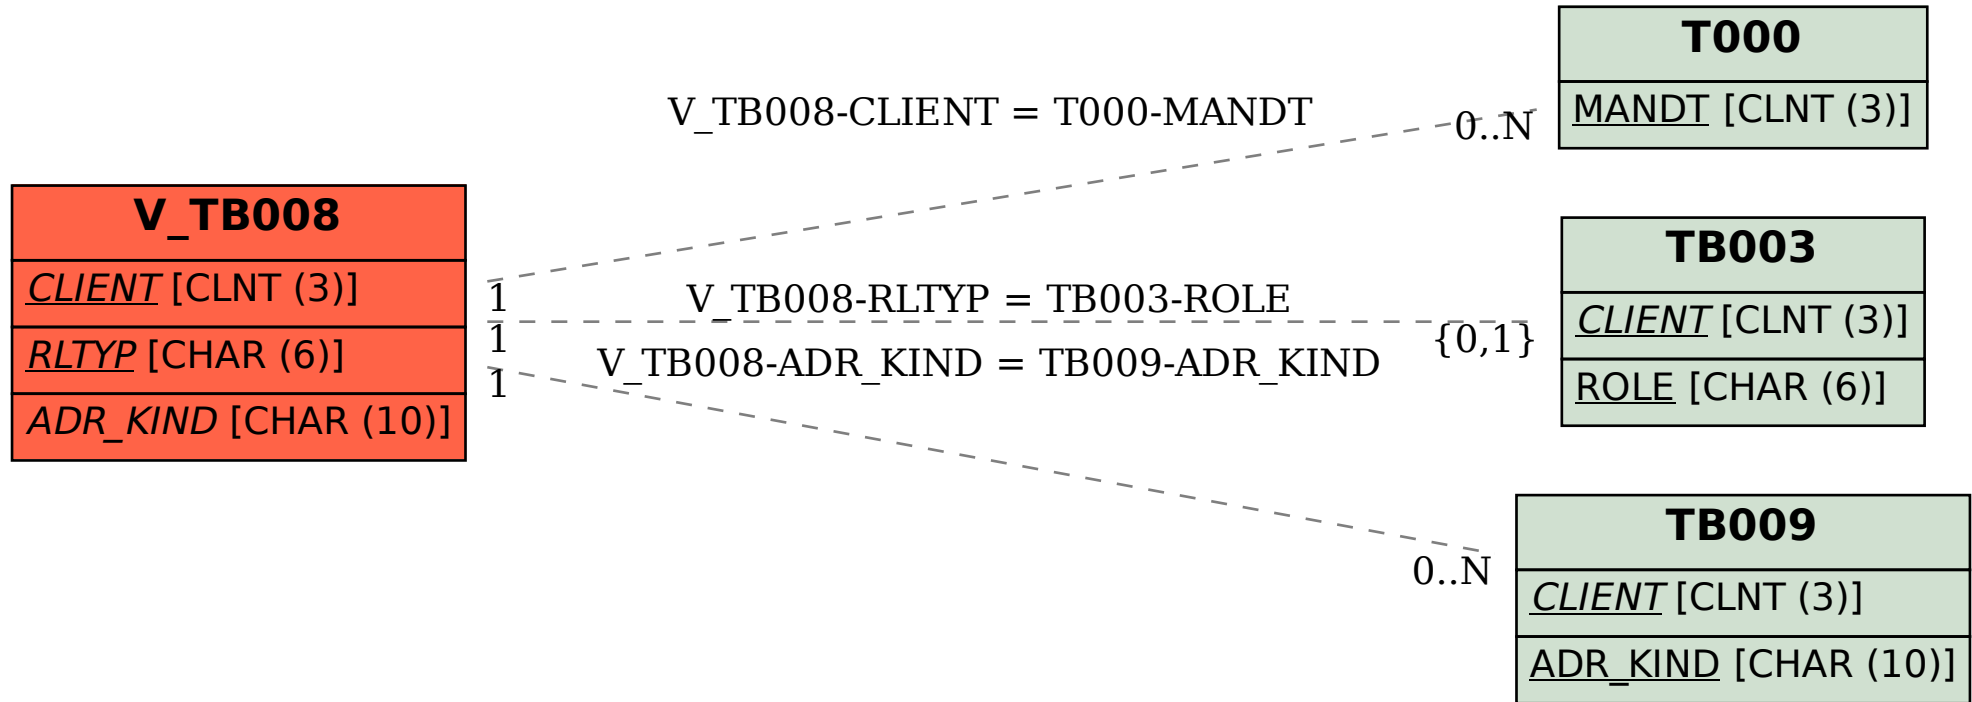 V_TB008
CLIENT [CLNT (3)]
RLTYP [CHAR (6)]
ADR_KIND [CHAR (10)]
V_TB008-CLIENT = T000-MANDT
1
0..N
V_TB008-RLTYP = TB003-ROLE
1
{0,1}
V_TB008-ADR_KIND = TB009-ADR_KIND
1
0..N
T000
MANDT [CLNT (3)]
TB003
CLIENT [CLNT (3)]
ROLE [CHAR (6)]
TB009
CLIENT [CLNT (3)]
ADR_KIND [CHAR (10)]